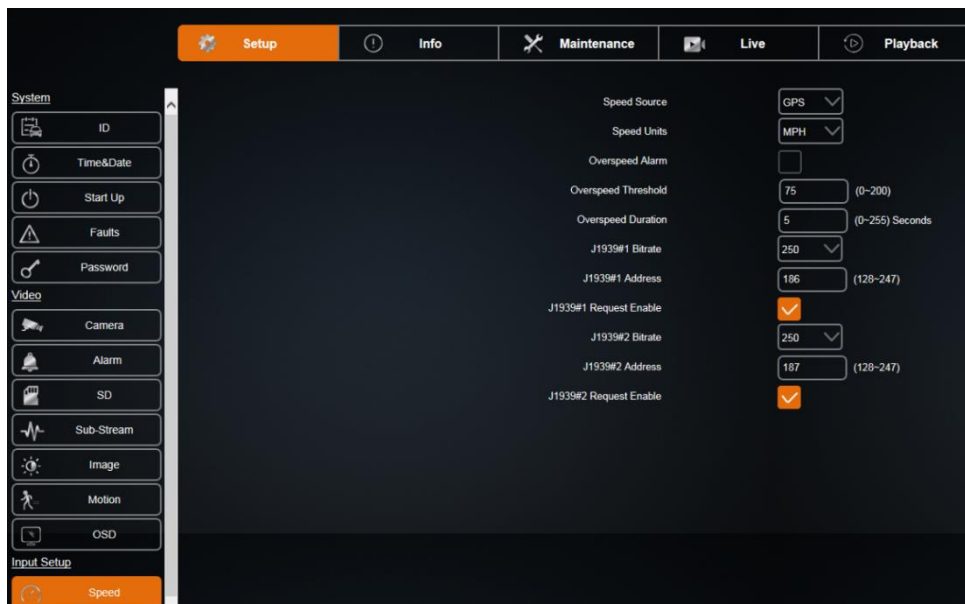 Setup
Info
Maintenance
Live
Playback
System
ID
Time&Date
Start Up
Faults
Password
Video
Camera
Alarm
SD
Sub-Stream
Image
Motion
OSD
Input Setup
Speed
Speed Source GPS
Speed Units MPH
Overspeed Alarm
Overspeed Threshold 75 (0~200)
Overspeed Duration 5 (0~255) Seconds
J1939#1 Bitrate 250
J1939#1 Address 186 (128~247)
J1939#1 Request Enable
J1939#2 Bitrate 250
J1939#2 Address 187 (128~247)
J1939#2 Request Enable